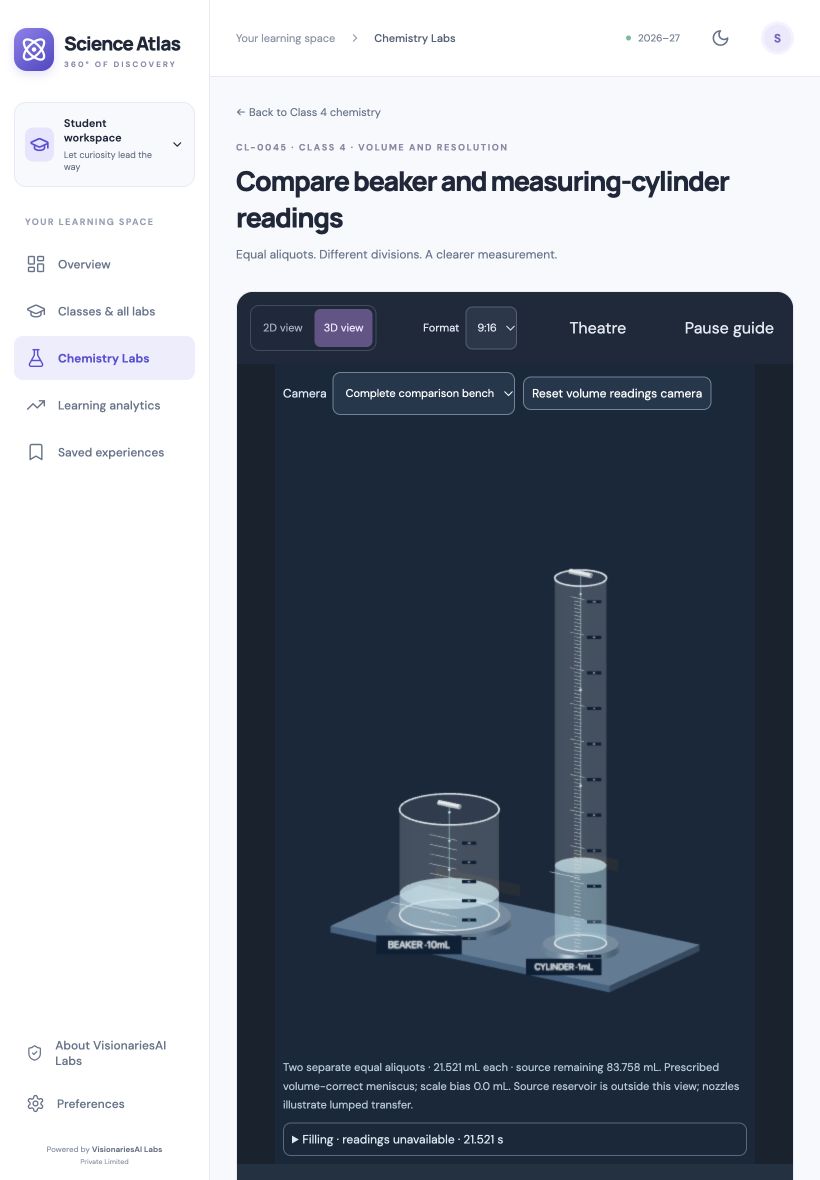 Science Atlas
360° OF DISCOVERY
Student
workspace
Let curiosity lead the
way
YOUR LEARNING SPACE
Overview
Classes & all labs
Chemistry Labs
Learning analytics
Saved experiences
About VisionariesAI
Labs
Preferences
Powered by VisionariesAI Labs
Private Limited
Your learning space > Chemistry Labs
2026–27
S
← Back to Class 4 chemistry
CL-0045 · CLASS 4 · VOLUME AND RESOLUTION
Compare beaker and measuring-cylinder
readings
Equal aliquots. Different divisions. A clearer measurement.
2D view 3D view Format 9:16 Theatre Pause guide
Camera Complete comparison bench Reset volume readings camera
BEAKER·10mL
CYLINDER·1mL
Two separate equal aliquots · 21.521 mL each · source remaining 83.758 mL. Prescribed
volume-correct meniscus; scale bias 0.0 mL. Source reservoir is outside this view; nozzles
illustrate lumped transfer.
▶ Filling · readings unavailable · 21.521 s